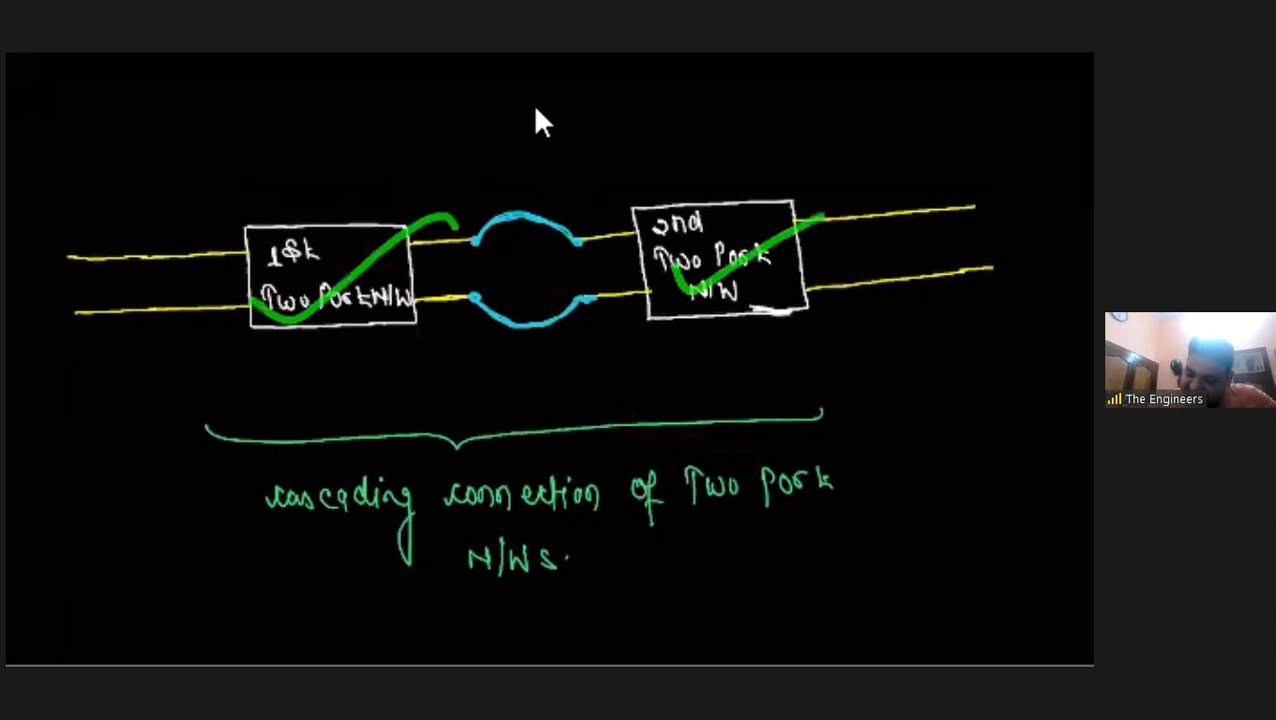 1st
Two Port N/W
2nd
Two Port
N/W
cascading connection of Two Port
N/Ws.
The Engineers